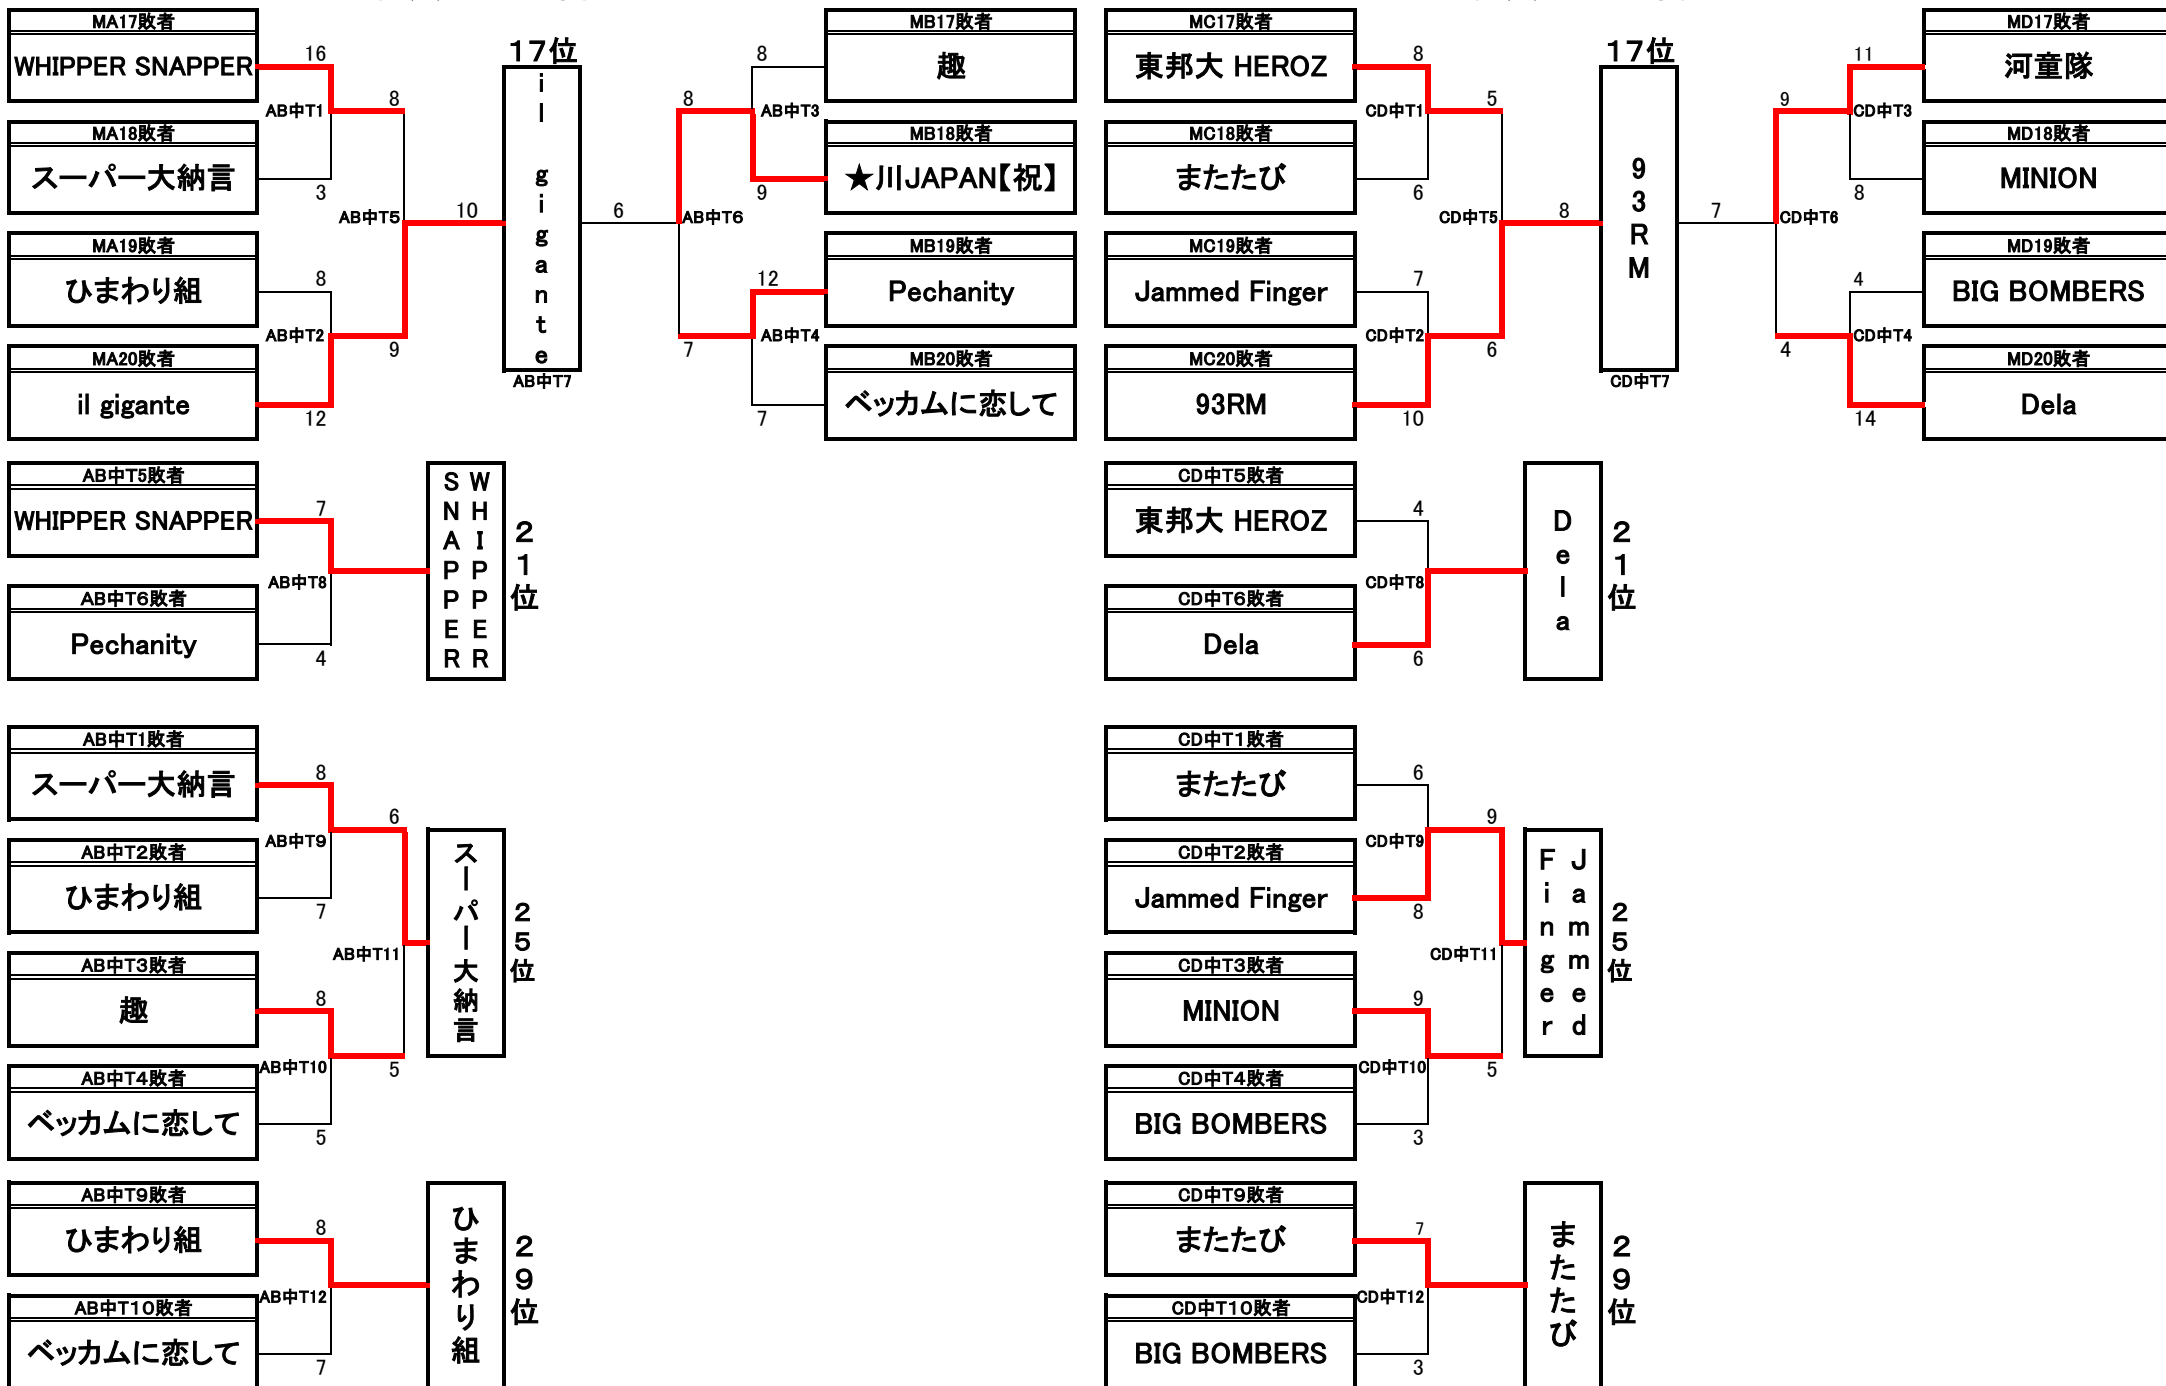 MA17敗者
WHIPPER SNAPPER
16
AB中T1
8
MA18敗者
スーパー大納言
3
AB中T5
MA19敗者
ひまわり組
8
AB中T2
9
MA20敗者
il gigante
12
10
17位
il gigante
AB中T7
6
MB17敗者
趣
8
8
AB中T3
MB18敗者
★川JAPAN【祝】
9
AB中T6
MB19敗者
Pechanity
12
AB中T4
7
MB20敗者
ベッカムに恋して
7
MC17敗者
東邦大 HEROZ
8
CD中T1
5
MC18敗者
またたび
6
CD中T5
MC19敗者
Jammed Finger
7
CD中T2
6
MC20敗者
93RM
10
8
17位
93RM
CD中T7
7
MD17敗者
河童隊
11
9
CD中T3
MD18敗者
MINION
8
CD中T6
MD19敗者
BIG BOMBERS
4
CD中T4
4
MD20敗者
Dela
14
AB中T5敗者
WHIPPER SNAPPER
7
AB中T8
AB中T6敗者
Pechanity
4
WHIPPER
SNAPPER
21位
CD中T5敗者
東邦大 HEROZ
4
CD中T8
CD中T6敗者
Dela
6
Dela
21位
AB中T1敗者
スーパー大納言
8
AB中T9
6
AB中T2敗者
ひまわり組
7
AB中T11
AB中T3敗者
趣
8
AB中T10
5
AB中T4敗者
ベッカムに恋して
5
スーパー大納言
25位
CD中T1敗者
またたび
6
CD中T9
9
CD中T2敗者
Jammed Finger
8
CD中T11
CD中T3敗者
MINION
9
CD中T10
5
CD中T4敗者
BIG BOMBERS
3
Jammed
Finger
25位
AB中T9敗者
ひまわり組
8
AB中T12
AB中T10敗者
ベッカムに恋して
7
ひまわり組
29位
CD中T9敗者
またたび
7
CD中T12
CD中T10敗者
BIG BOMBERS
3
またたび
29位